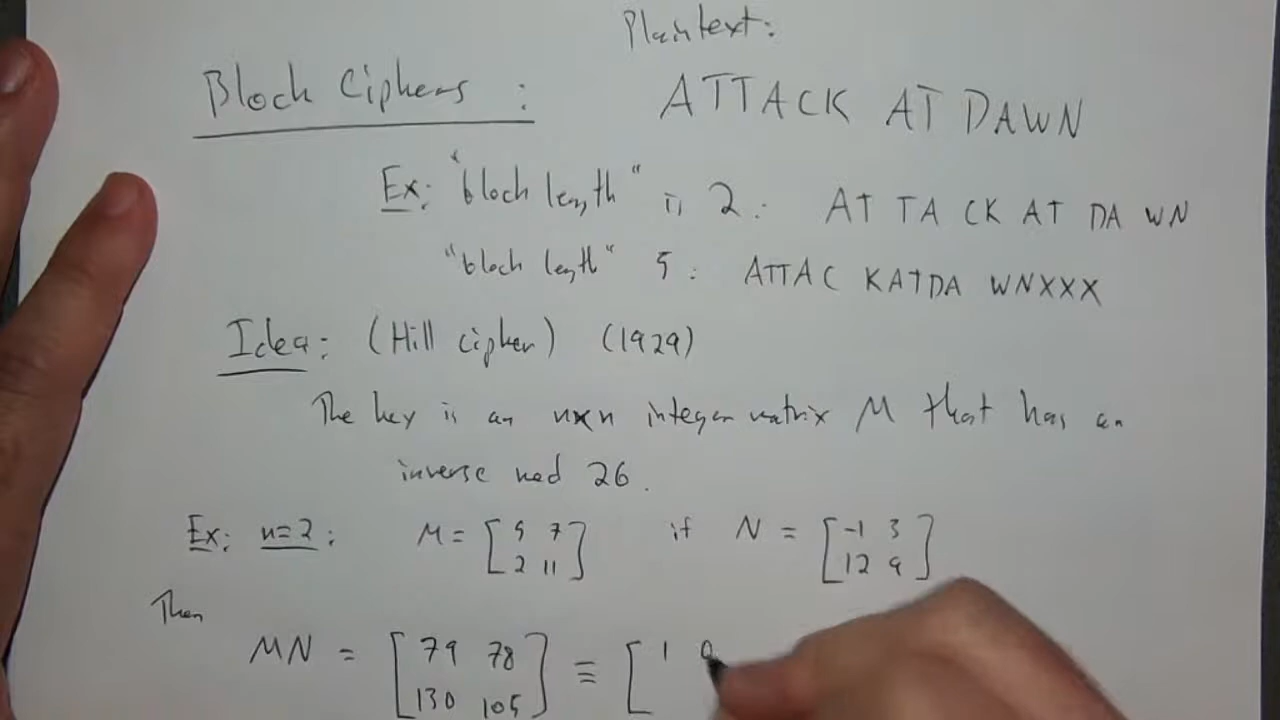 Plaintext:
Block Ciphers : ATTACK AT DAWN
Ex: "block length" is 2: AT TA CK AT DA WN
"block length" 5: ATTAC KATDA WNXXX
Idea: (Hill cipher) (1929)
The key is an nxn integer matrix M that has an
inverse mod 26.
Ex: n=2: M = [5 7 if N = [-1 3
2 11] 12 9]
Then
MN = [79 78 ≡ [1 0
130 105]